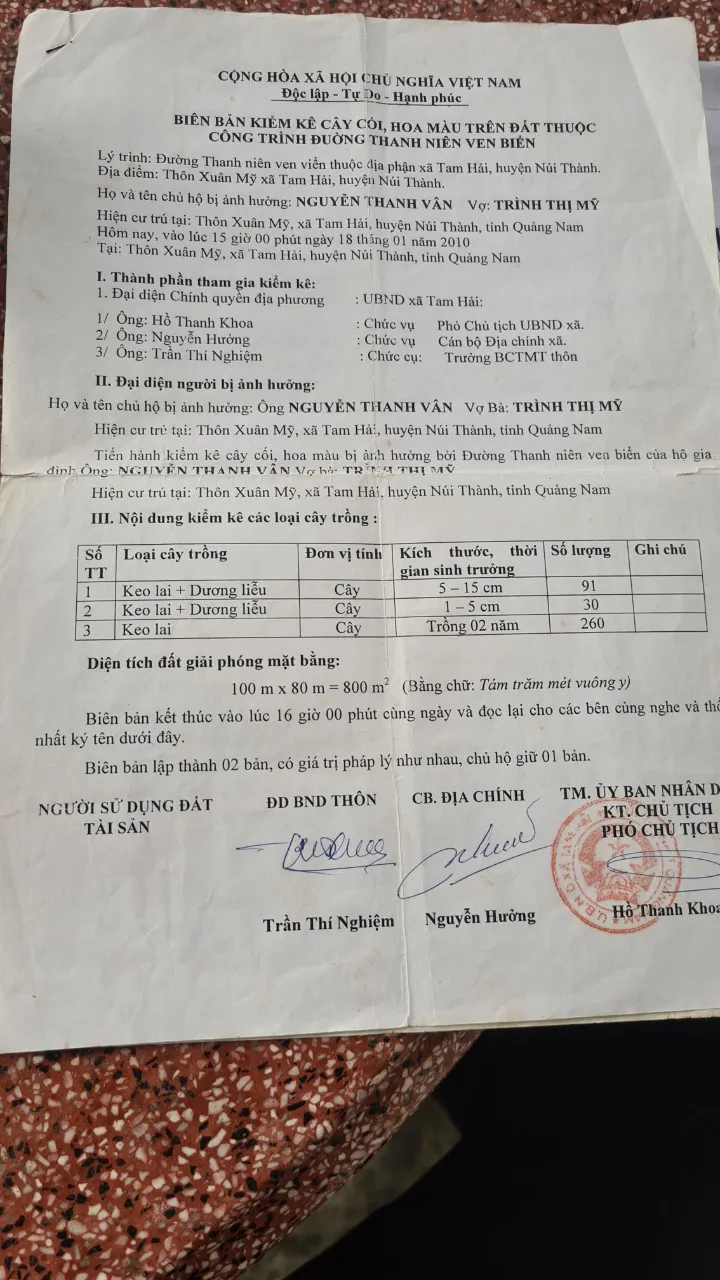 CỘNG HÒA XÃ HỘI CHỦ NGHĨA VIỆT NAM
Độc lập - Tự Do - Hạnh phúc
BIÊN BẢN KIỂM KÊ CÂY CỐI, HOA MÀU TRÊN ĐẤT THUỘC
CÔNG TRÌNH ĐƯỜNG THANH NIÊN VEN BIỂN
Lý trình: Đường Thanh niên ven viển thuộc địa phận xã Tam Hải, huyện Núi Thành.
Địa điểm: Thôn Xuân Mỹ xã Tam Hải, huyện Núi Thành.
Họ và tên chủ hộ bị ảnh hưởng: NGUYỄN THANH VÂN Vợ: TRÌNH THỊ MỸ
Hiện cư trú tại: Thôn Xuân Mỹ, xã Tam Hải, huyện Núi Thành, tỉnh Quảng Nam
Hôm nay, vào lúc 15 giờ 00 phút ngày 18 tháng 01 năm 2010
Tại: Thôn Xuân Mỹ, xã Tam Hải, huyện Núi Thành, tỉnh Quảng Nam
I. Thành phần tham gia kiểm kê:
1. Đại diện Chính quyền địa phương : UBND xã Tam Hải:
1/ Ông: Hồ Thanh Khoa : Chức vụ Phó Chủ tịch UBND xã.
2/ Ông: Nguyễn Hưởng : Chức vụ Cán bộ Địa chính xã.
3/ Ông: Trần Thí Nghiệm : Chức cụ: Trưởng BCTMT thôn
II. Đại diện người bị ảnh hưởng:
Họ và tên chủ hộ bị ảnh hưởng: Ông NGUYỄN THANH VÂN Vợ Bà: TRÌNH THỊ MỸ
Hiện cư trú tại: Thôn Xuân Mỹ, xã Tam Hải, huyện Núi Thành, tỉnh Quảng Nam
Tiến hành kiểm kê cây cối, hoa màu bị ảnh hưởng bởi Đường Thanh niên ven biển của hộ gia
đình Ông: NGUYỄN THANH VÂN Vợ bà: TRÌNH THỊ MỸ
Hiện cư trú tại: Thôn Xuân Mỹ, xã Tam Hải, huyện Núi Thành, tỉnh Quảng Nam
III. Nội dung kiểm kê các loại cây trồng :
Số TT Loại cây trồng Đơn vị tính Kích thước, thời gian sinh trưởng Số lượng Ghi chú
1 Keo lai + Dương liễu Cây 5 – 15 cm 91
2 Keo lai + Dương liễu Cây 1 – 5 cm 30
3 Keo lai Cây Trồng 02 năm 260
Diện tích đất giải phóng mặt bằng:
100 m x 80 m = 800 m² (Bằng chữ: Tám trăm mét vuông y)
Biên bản kết thúc vào lúc 16 giờ 00 phút cùng ngày và đọc lại cho các bên cùng nghe và
nhất ký tên dưới đây.
Biên bản lập thành 02 bản, có giá trị pháp lý như nhau, chủ hộ giữ 01 bản.
NGƯỜI SỬ DỤNG ĐẤT ĐD BND THÔN CB. ĐỊA CHÍNH TM. ỦY BAN NHÂN D
TÀI SẢN KT. CHỦ TỊCH
PHÓ CHỦ TỊCH
Trần Thí Nghiệm Nguyễn Hưởng Hồ Thanh Khoa